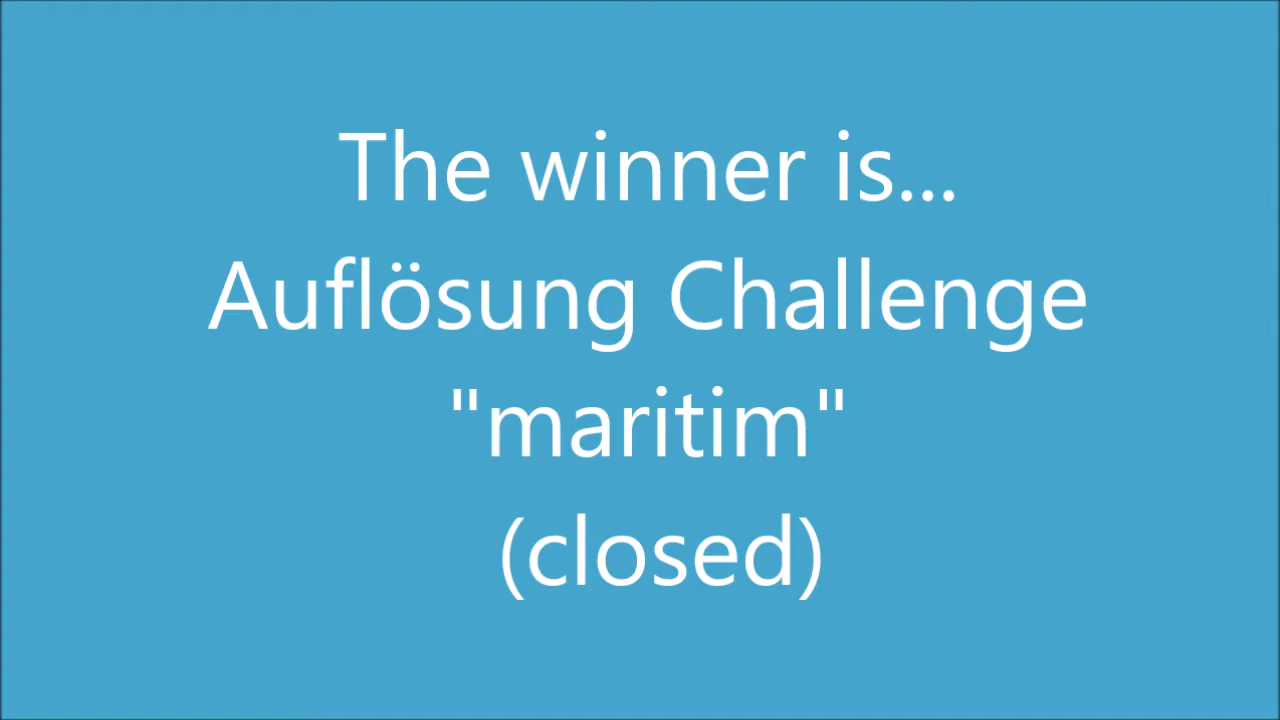 The winner is...
Auflösung Challenge
"maritim"
(closed)